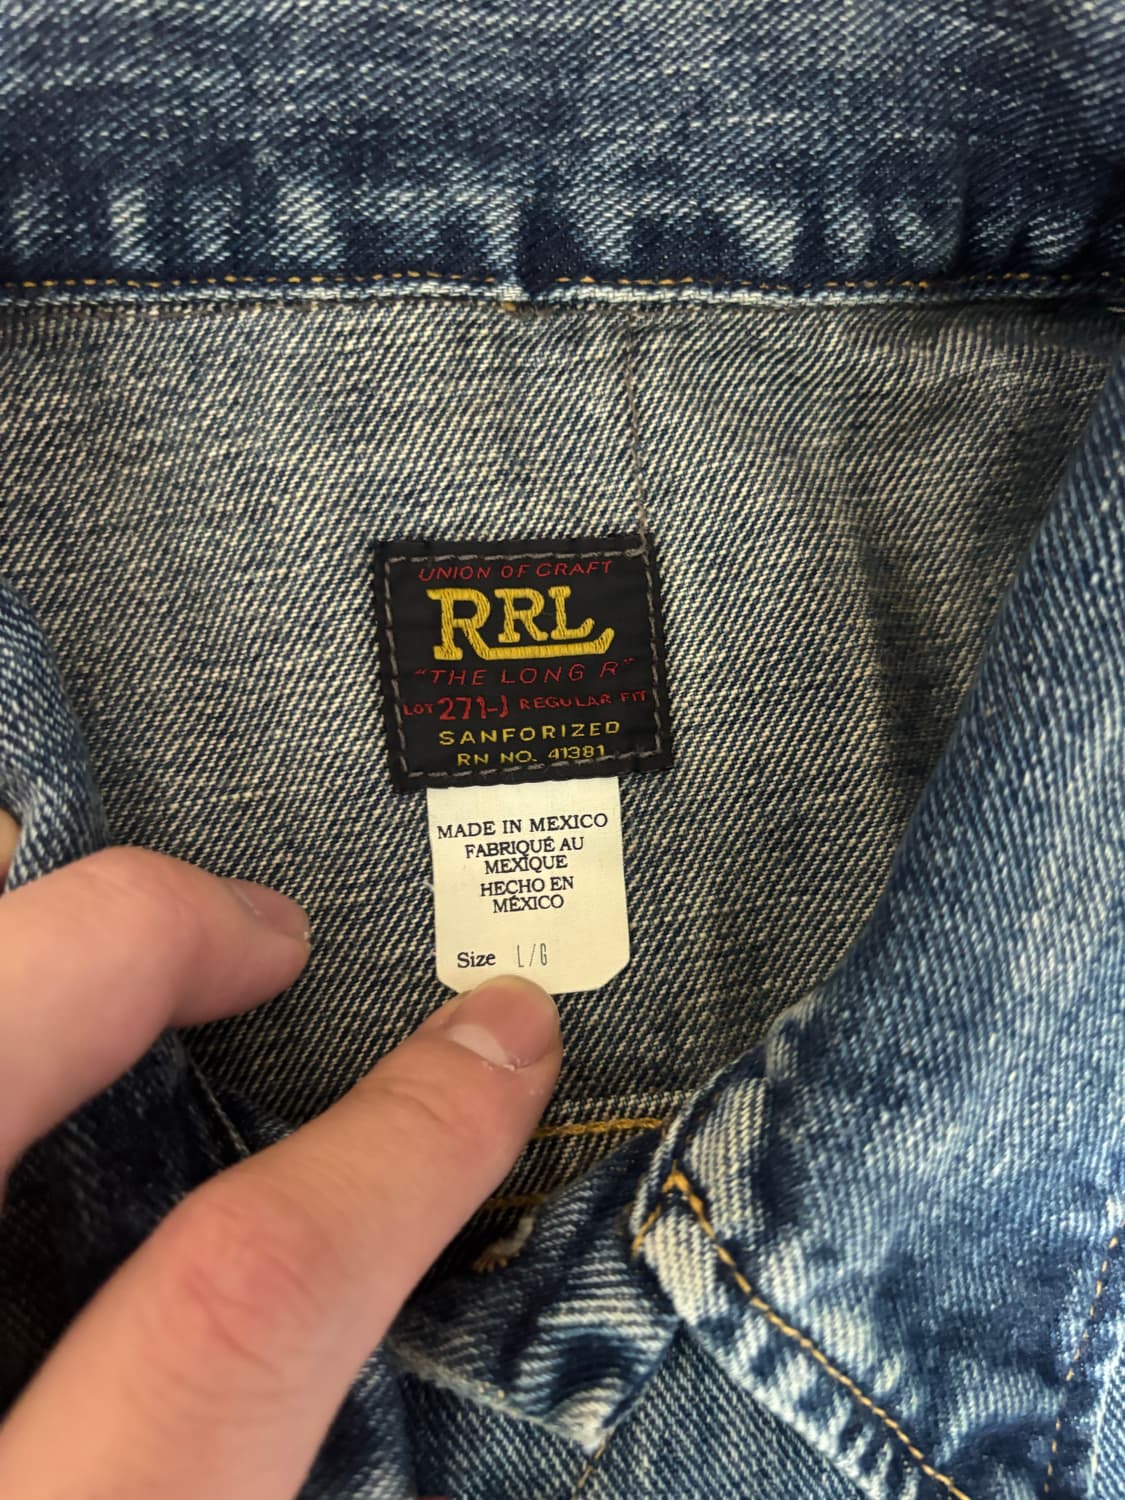 UNION OF CRAFT
RRL
"THE LONG R"
LOT 271-J REGULAR FIT
SANFORIZED
RN NO. 41381
MADE IN MEXICO
FABRIQUÉ AU
MEXIQUE
HECHO EN
MÉXICO
Size L/G